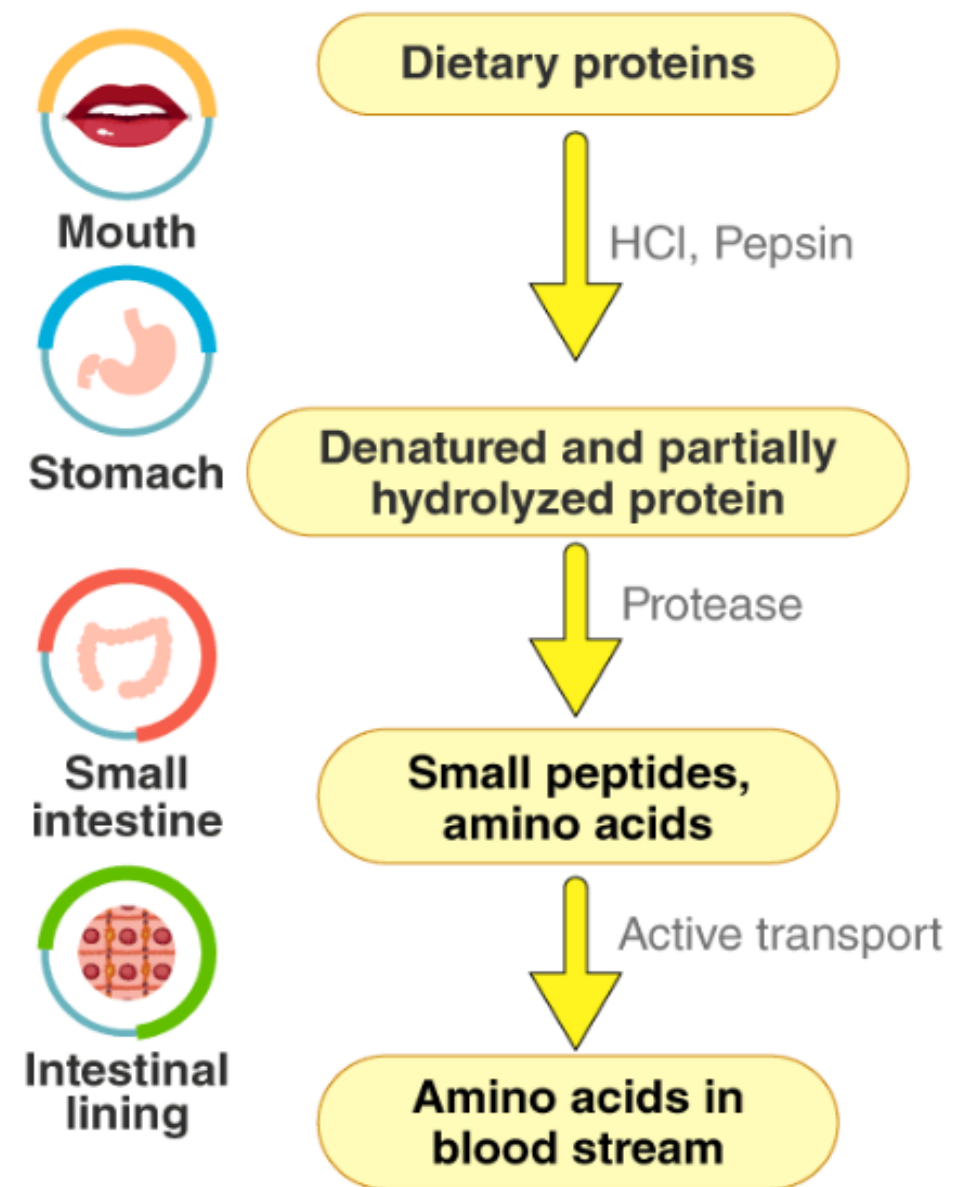 Dietary proteins
Mouth
HCl, Pepsin
Stomach
Denatured and partially
hydrolyzed protein
Protease
Small
intestine
Small peptides,
amino acids
Active transport
Intestinal
lining
Amino acids in
blood stream